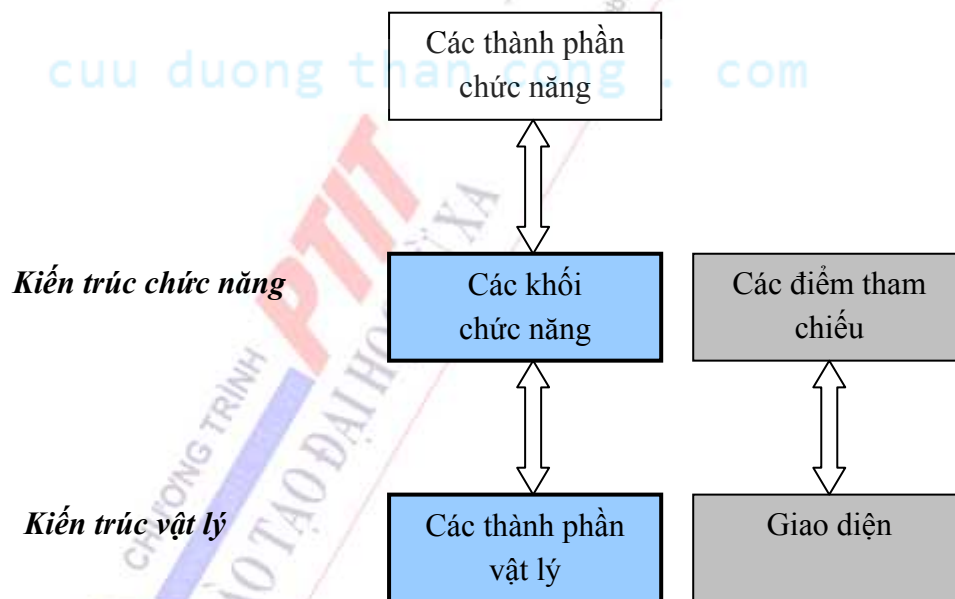 cuu duong than cong . com
Các thành phần
chức năng
PTIT
Kiến trúc chức năng
Các khối
chức năng
Các điểm tham
chiếu
CHƯƠNG TRÌNH
ĐÀO TẠO ĐẠI HỌC TỪ XA
Kiến trúc vật lý
Các thành phần
vật lý
Giao diện